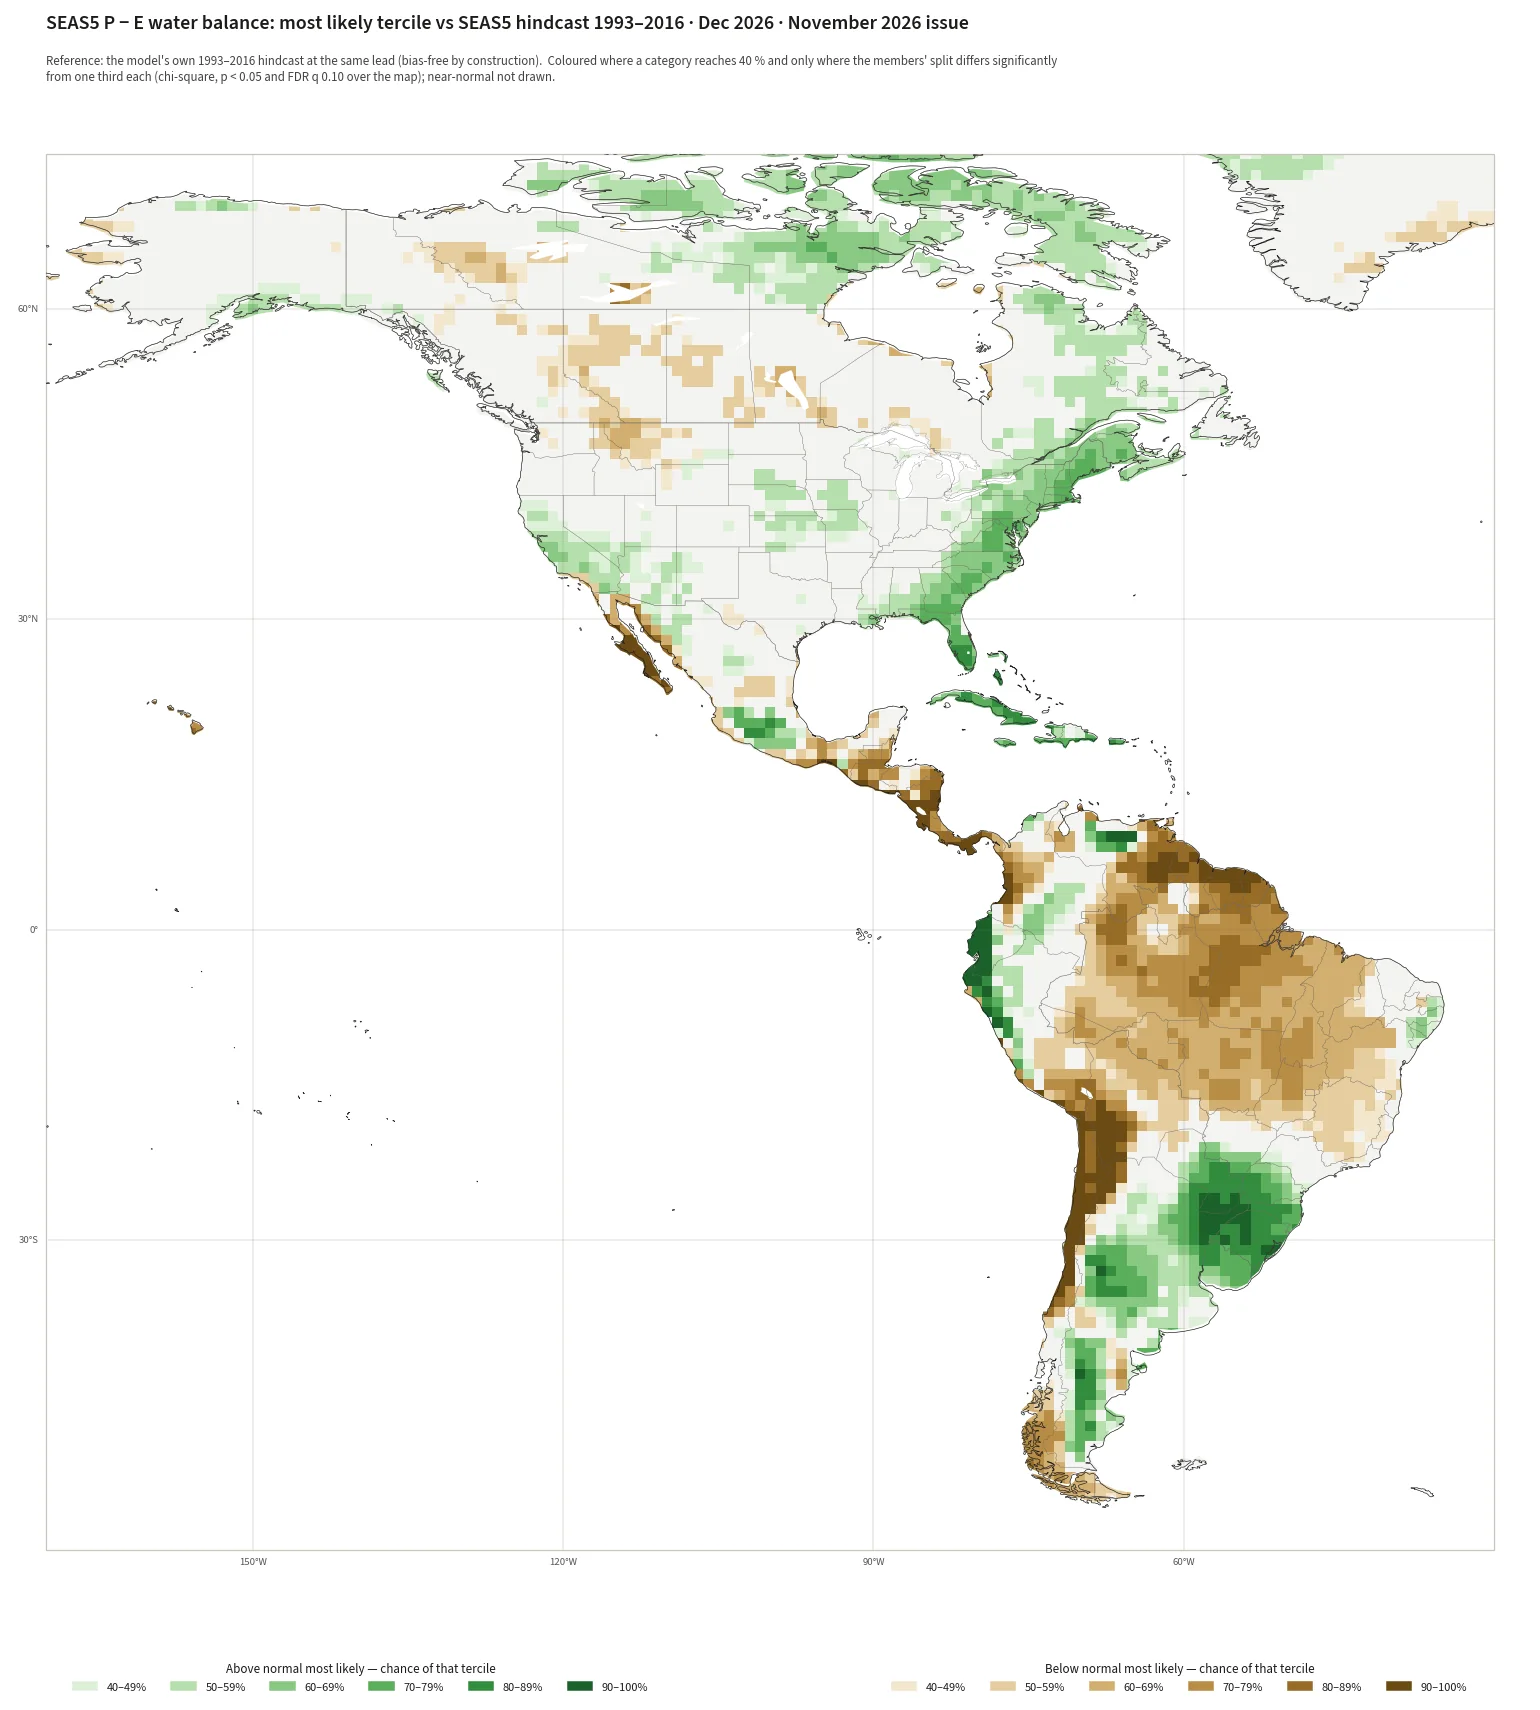 SEAS5 P − E water balance: most likely tercile vs SEAS5 hindcast 1993–2016 · Dec 2026 · November 2026 issue
Reference: the model's own 1993–2016 hindcast at the same lead (bias-free by construction).  Coloured where a category reaches 40 % and only where the members' split differs significantly
from one third each (chi-square, p < 0.05 and FDR q 0.10 over the map); near-normal not drawn.
60°N
30°N
0°
30°S
150°W
120°W
90°W
60°W
Above normal most likely — chance of that tercile
40–49%
50–59%
60–69%
70–79%
80–89%
90–100%
Below normal most likely — chance of that tercile
40–49%
50–59%
60–69%
70–79%
80–89%
90–100%